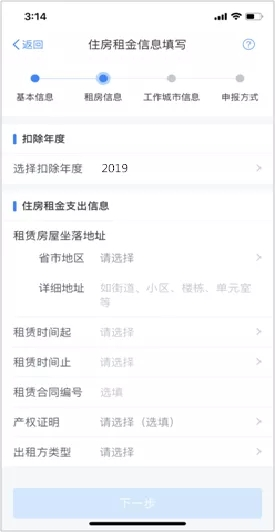 3:14
返回
住房租金信息填写
?
基本信息 租房信息 工作城市信息 申报方式
扣除年度
选择扣除年度 2019
住房租金支出信息
租赁房屋坐落地址
省市地区 请选择
详细地址 如街道、小区、楼栋、单元室
等
租赁时间起 请选择
租赁时间止 请选择
租赁合同编号 选填
产权证明 请选择（选填）
出租方类型 请选择
下一步